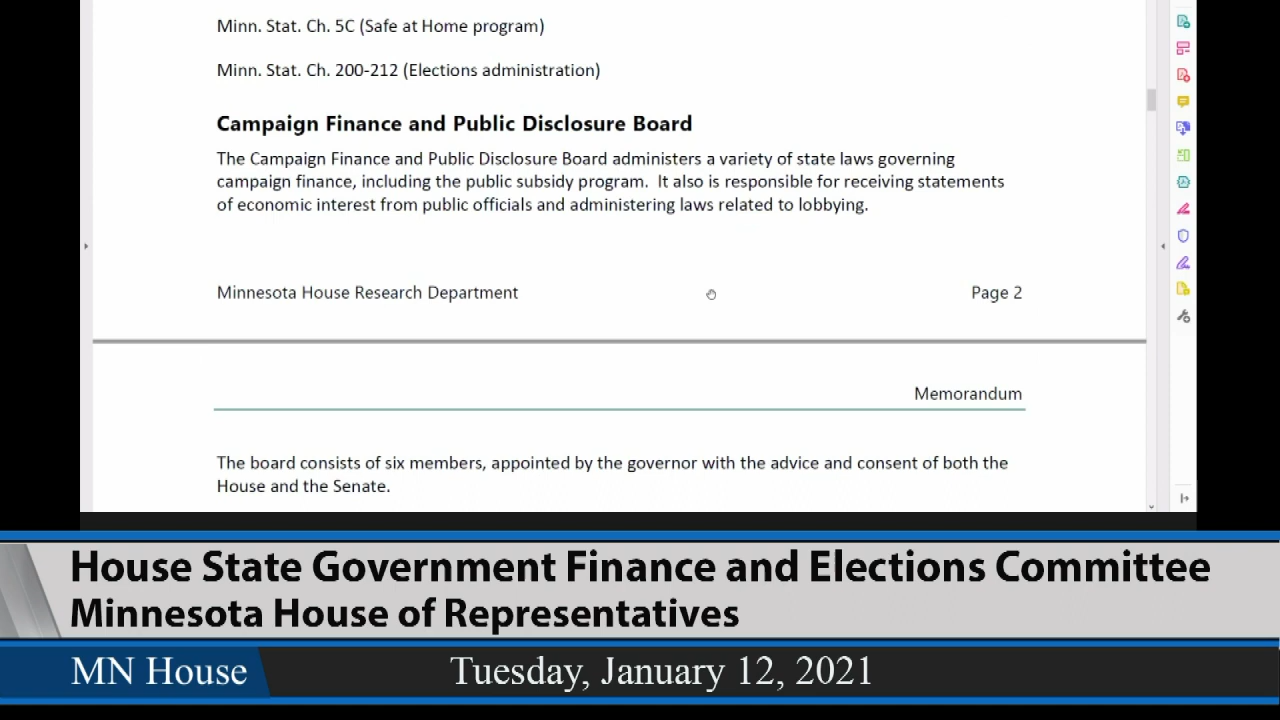 Minn. Stat. Ch. 5C (Safe at Home program)
Minn. Stat. Ch. 200-212 (Elections administration)
Campaign Finance and Public Disclosure Board
The Campaign Finance and Public Disclosure Board administers a variety of state laws governing
campaign finance, including the public subsidy program.  It also is responsible for receiving statements
of economic interest from public officials and administering laws related to lobbying.
Minnesota House Research Department
Page 2
Memorandum
The board consists of six members, appointed by the governor with the advice and consent of both the
House and the Senate.
House State Government Finance and Elections Committee
Minnesota House of Representatives
MN House
Tuesday, January 12, 2021